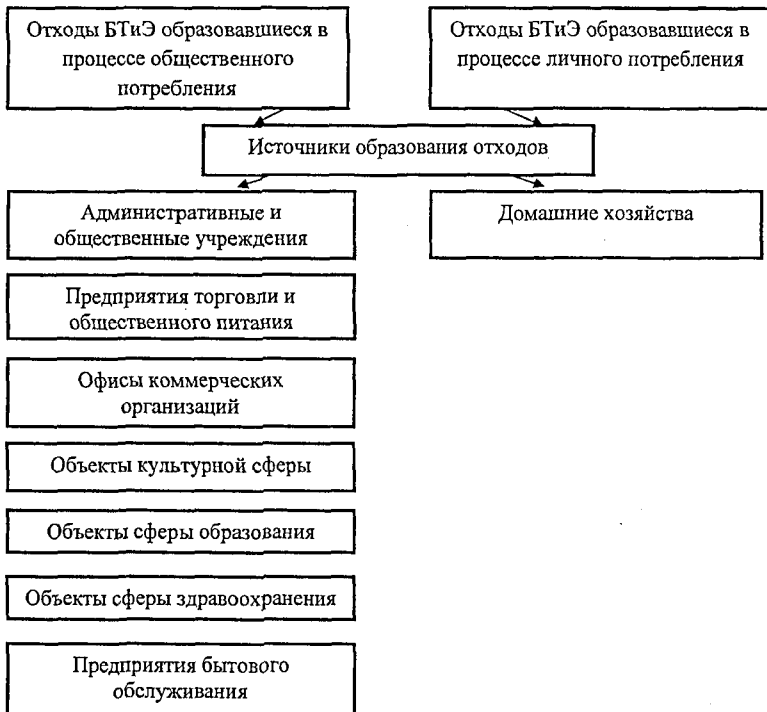 Отходы БТиЭ образовавшиеся в
процессе общественного
потребления
Отходы БТиЭ образовавшиеся в
процессе личного потребления
Источники образования отходов
Административные и
общественные учреждения
Домашние хозяйства
Предприятия торговли и
общественного питания
Офисы коммерческих
организаций
Объекты культурной сферы
Объекты сферы образования
Объекты сферы здравоохранения
Предприятия бытового
обслуживания